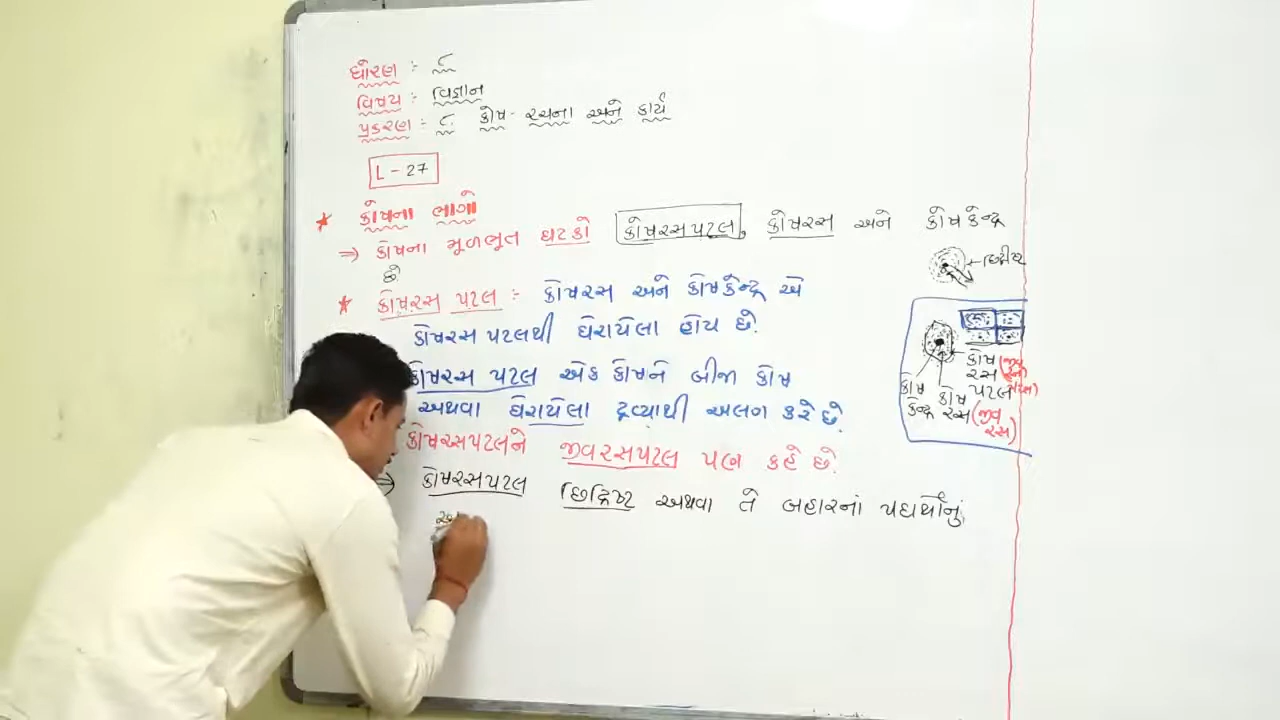 ધોરણ : ૮
વિષય : વિજ્ઞાન
પ્રકરણ : ૮. કોષ - રચના અને કાર્ય
L - 27
* કોષના ભાગો
⇒ કોષના મૂળભૂત ઘટકો કોષરસપટલ, કોષરસ અને કોષકેન્દ્ર
છે
* કોષરસ પટલ :- કોષરસ અને કોષકેન્દ્ર એ
કોષરસ પટલથી ઘેરાયેલા હોય છે.
કોષરસ પટલ એક કોષને બીજા કોષ
અથવા ઘેરાયેલા દ્રવ્યાથી અલગ કરે છે.
કોષરસપટલને જીવરસપટલ પણ કહે છે.
⇒ કોષરસપટલ છિદ્રિષ્ટ અથવા તે બહારનાં પદાર્થોનું
કોષ (જીવ
રસ રસ)
પટલ પટલ)
કોષ
કેન્દ્ર
કોષ
રસ (જીવ
રસ)